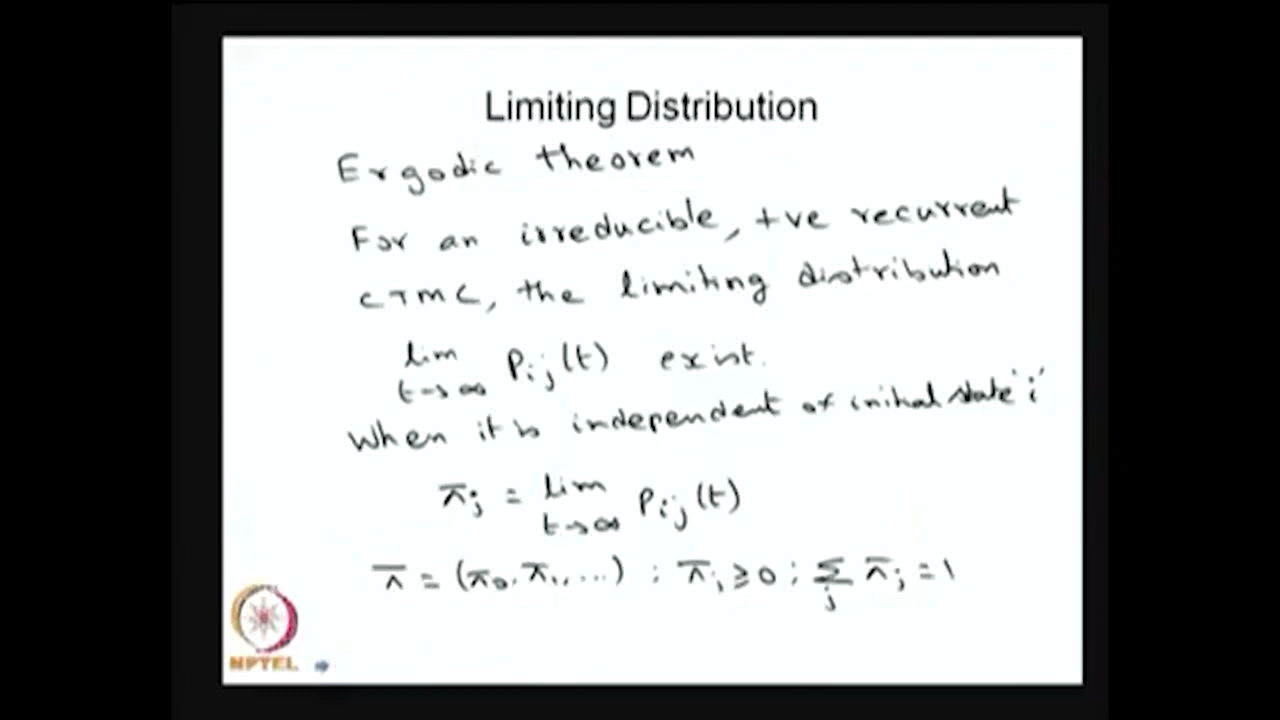 Limiting Distribution
Ergodic theorem
For an irreducible, +ve recurrent
CTMC, the limiting distribution
lim t→∞ Pij(t) exist.
When it is independent of initial state 'i'
πj = lim t→∞ Pij(t)
π = (π0, π1, ...) ; πi ≥ 0 ; Σj πj = 1
NPTEL